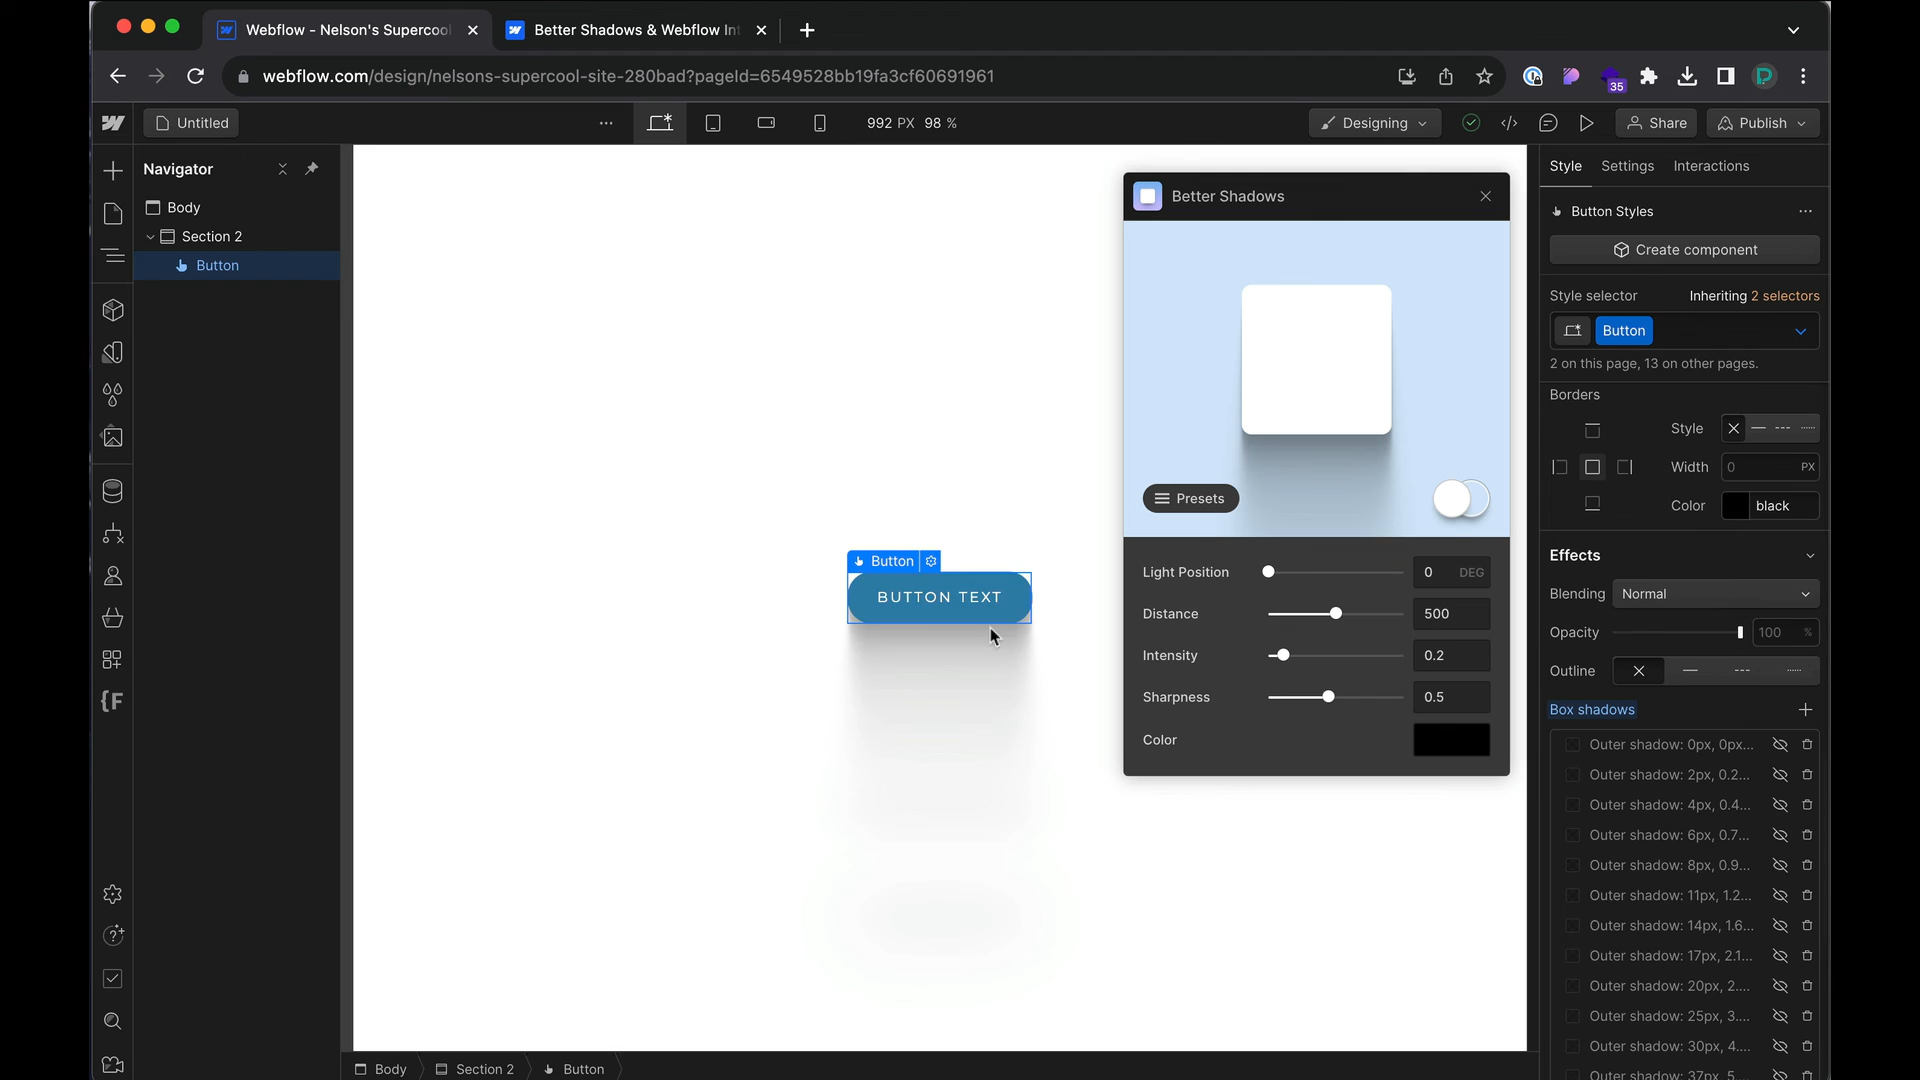 Webflow - Nelson's Supercool
Better Shadows & Webflow Int
webflow.com/design/nelsons-supercool-site-280bad?pageId=6549528bb19fa3cf60691961
35
Untitled
992 PX 98 %
Designing
Share
Publish
Navigator
Body
Section 2
Button
Better Shadows
Presets
Light Position
0
DEG
Distance
500
Intensity
0.2
Sharpness
0.5
Color
Button
BUTTON TEXT
Style
Settings
Interactions
Button Styles
Create component
Style selector
Inheriting 2 selectors
Button
2 on this page, 13 on other pages.
Borders
Style
Width
0
PX
Color
black
Effects
Blending
Normal
Opacity
100
%
Outline
Box shadows
Outer shadow: 0px, 0px...
Outer shadow: 2px, 0.2...
Outer shadow: 4px, 0.4...
Outer shadow: 6px, 0.7...
Outer shadow: 8px, 0.9...
Outer shadow: 11px, 1.2...
Outer shadow: 14px, 1.6...
Outer shadow: 17px, 2.1...
Outer shadow: 20px, 2....
Outer shadow: 25px, 3....
Outer shadow: 30px, 4....
Outer shadow: 37px, 5....
Body
Section 2
Button